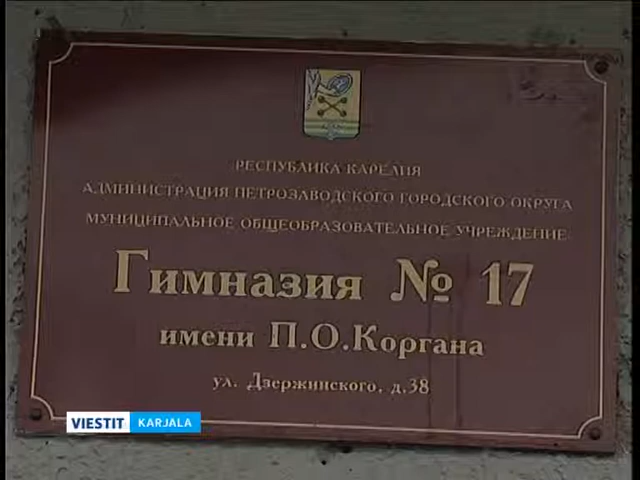 РЕСПУБЛИКА КАРЕЛИЯ
АДМИНИСТРАЦИЯ ПЕТРОЗАВОДСКОГО ГОРОДСКОГО ОКРУГА
МУНИЦИПАЛЬНОЕ ОБЩЕОБРАЗОВАТЕЛЬНОЕ УЧРЕЖДЕНИЕ
Гимназия № 17
имени П.О.Коргана
ул. Дзержинского, д.38
VIESTIT KARJALA